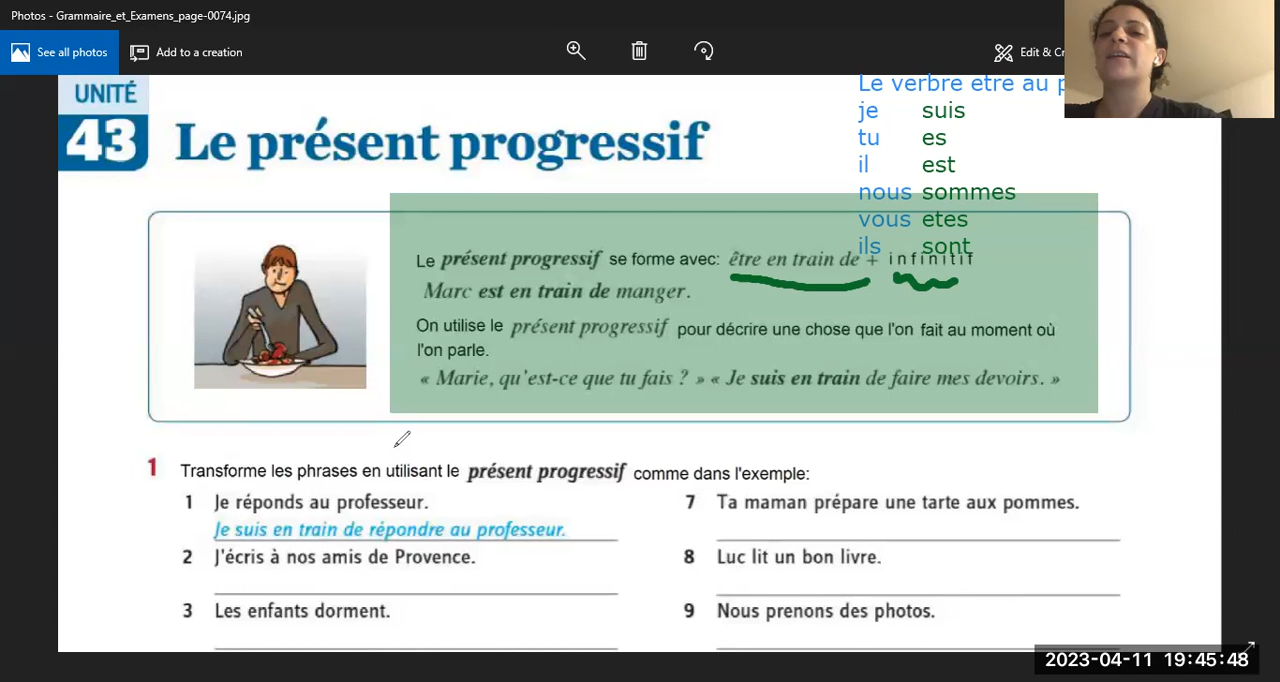 Photos - Grammaire_et_Examens_page-0074.jpg
See all photos
Add to a creation
Edit & Cr
UNITÉ
43
Le présent progressif
Le verbre etre au p
je suis
tu es
il est
nous sommes
vous etes
ils sont
Le présent progressif se forme avec: être en train de + infinitif
Marc est en train de manger.
On utilise le présent progressif pour décrire une chose que l'on fait au moment où
l'on parle.
« Marie, qu'est-ce que tu fais ? » « Je suis en train de faire mes devoirs. »
1 Transforme les phrases en utilisant le présent progressif comme dans l'exemple:
1 Je réponds au professeur.
Je suis en train de répondre au professeur.
2 J'écris à nos amis de Provence.
3 Les enfants dorment.
7 Ta maman prépare une tarte aux pommes.
8 Luc lit un bon livre.
9 Nous prenons des photos.
2023-04-11 19:45:48